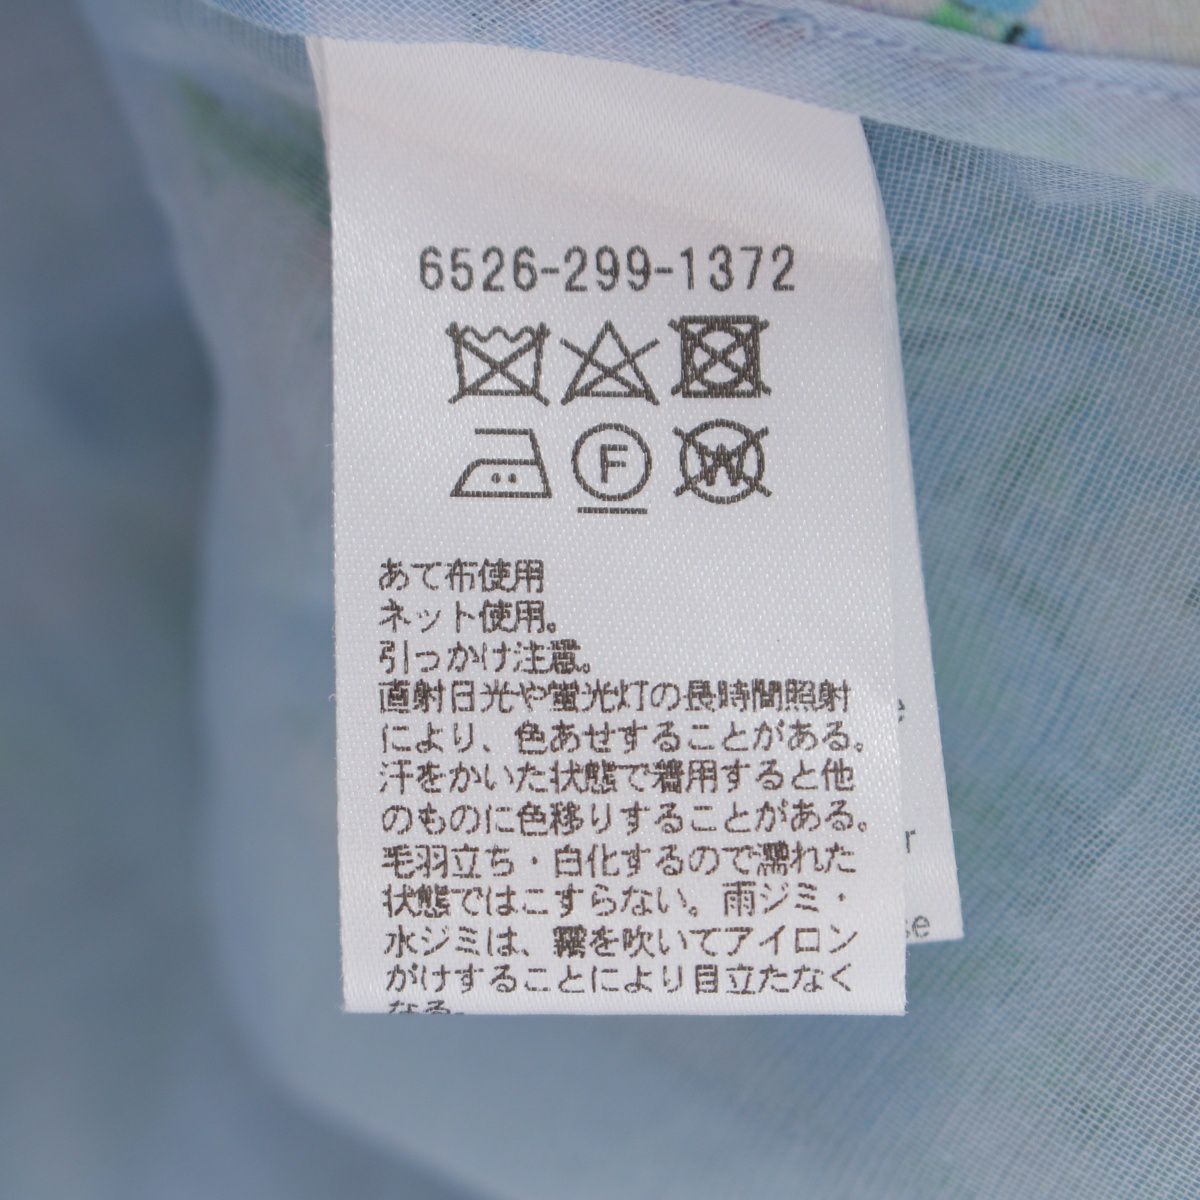 6526-299-1372
F
W
あて布使用
ネット使用。
引っかけ注意。
直射日光や蛍光灯の長時間照射
により、色あせすることがある。
汗をかいた状態で着用すると他
のものに色移りすることがある。
毛羽立ち・白化するので濡れた
状態ではこすらない。雨ジミ・
水ジミは、霧を吹いてアイロン
がけすることにより目立たなく
なる。
e
r
se